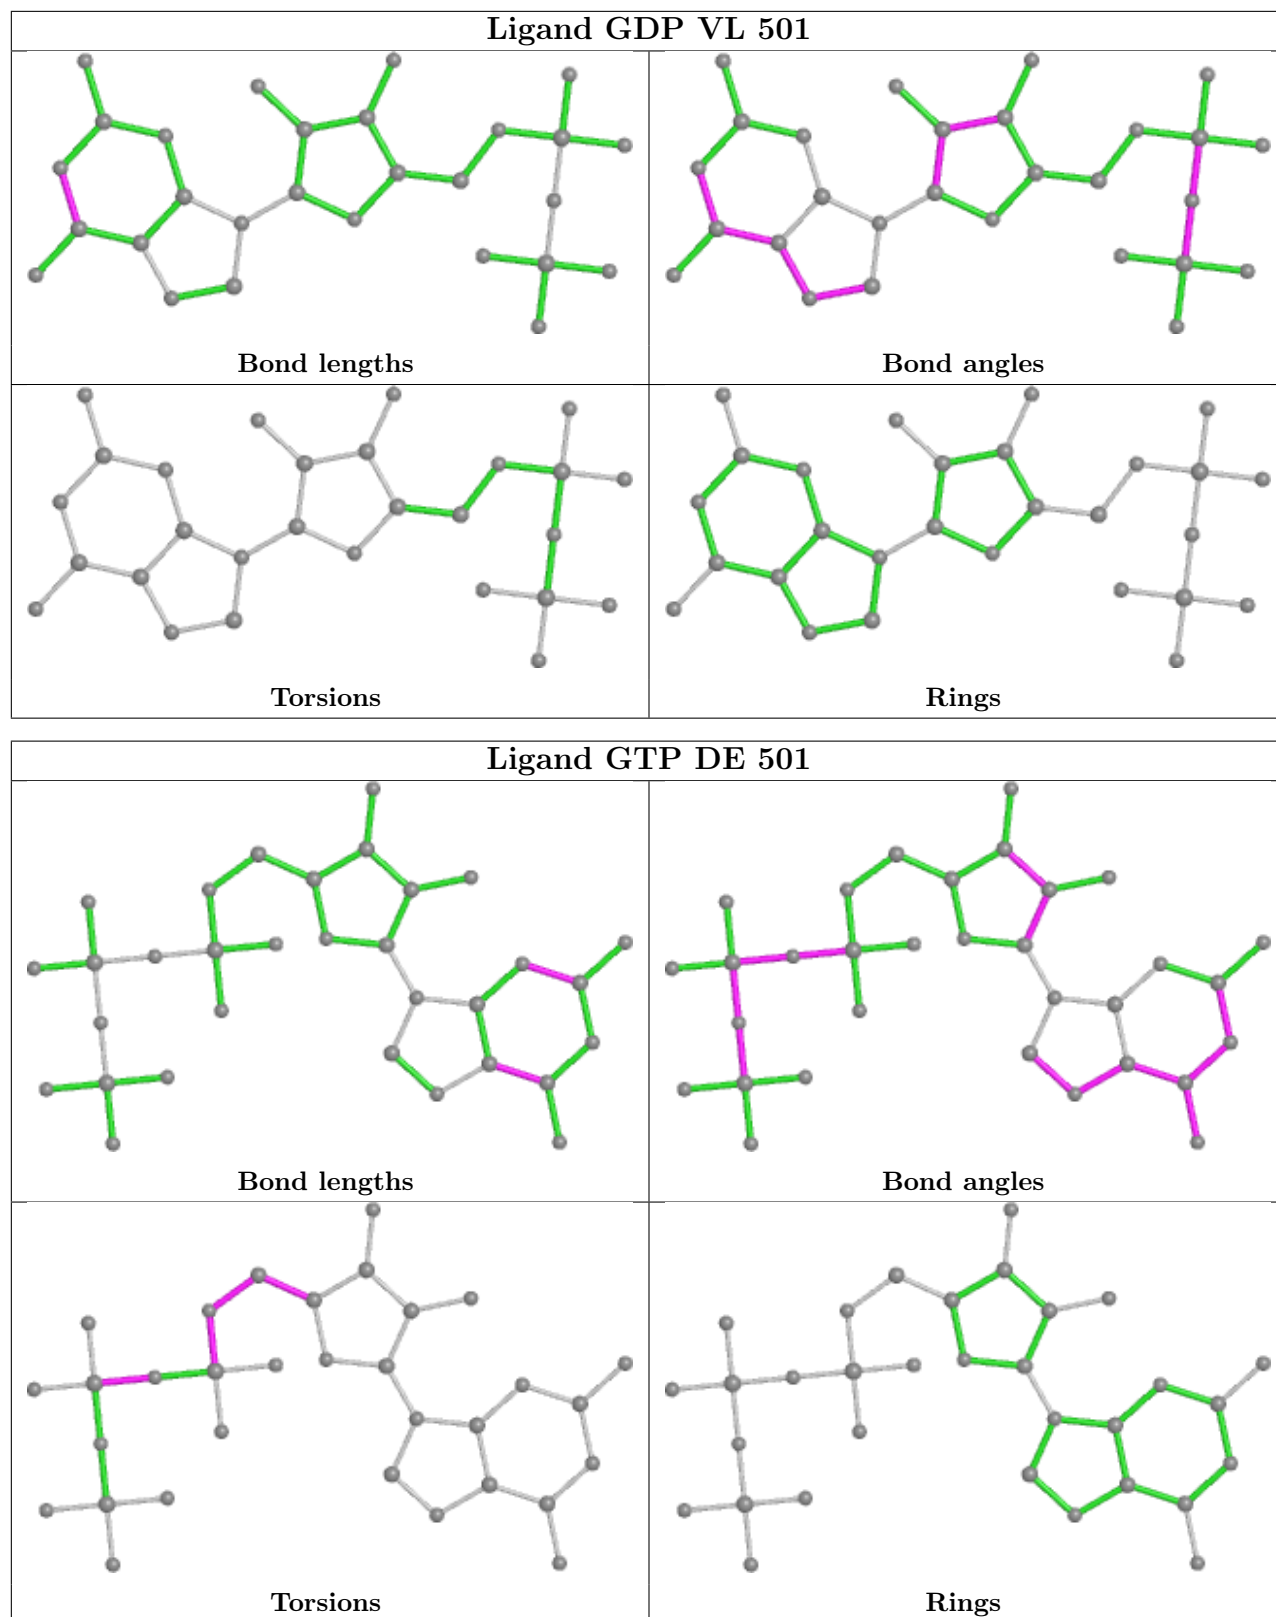 Ligand GDP VL 501
Bond lengths
Bond angles
Torsions
Rings
Ligand GTP DE 501
Bond lengths
Bond angles
Torsions
Rings